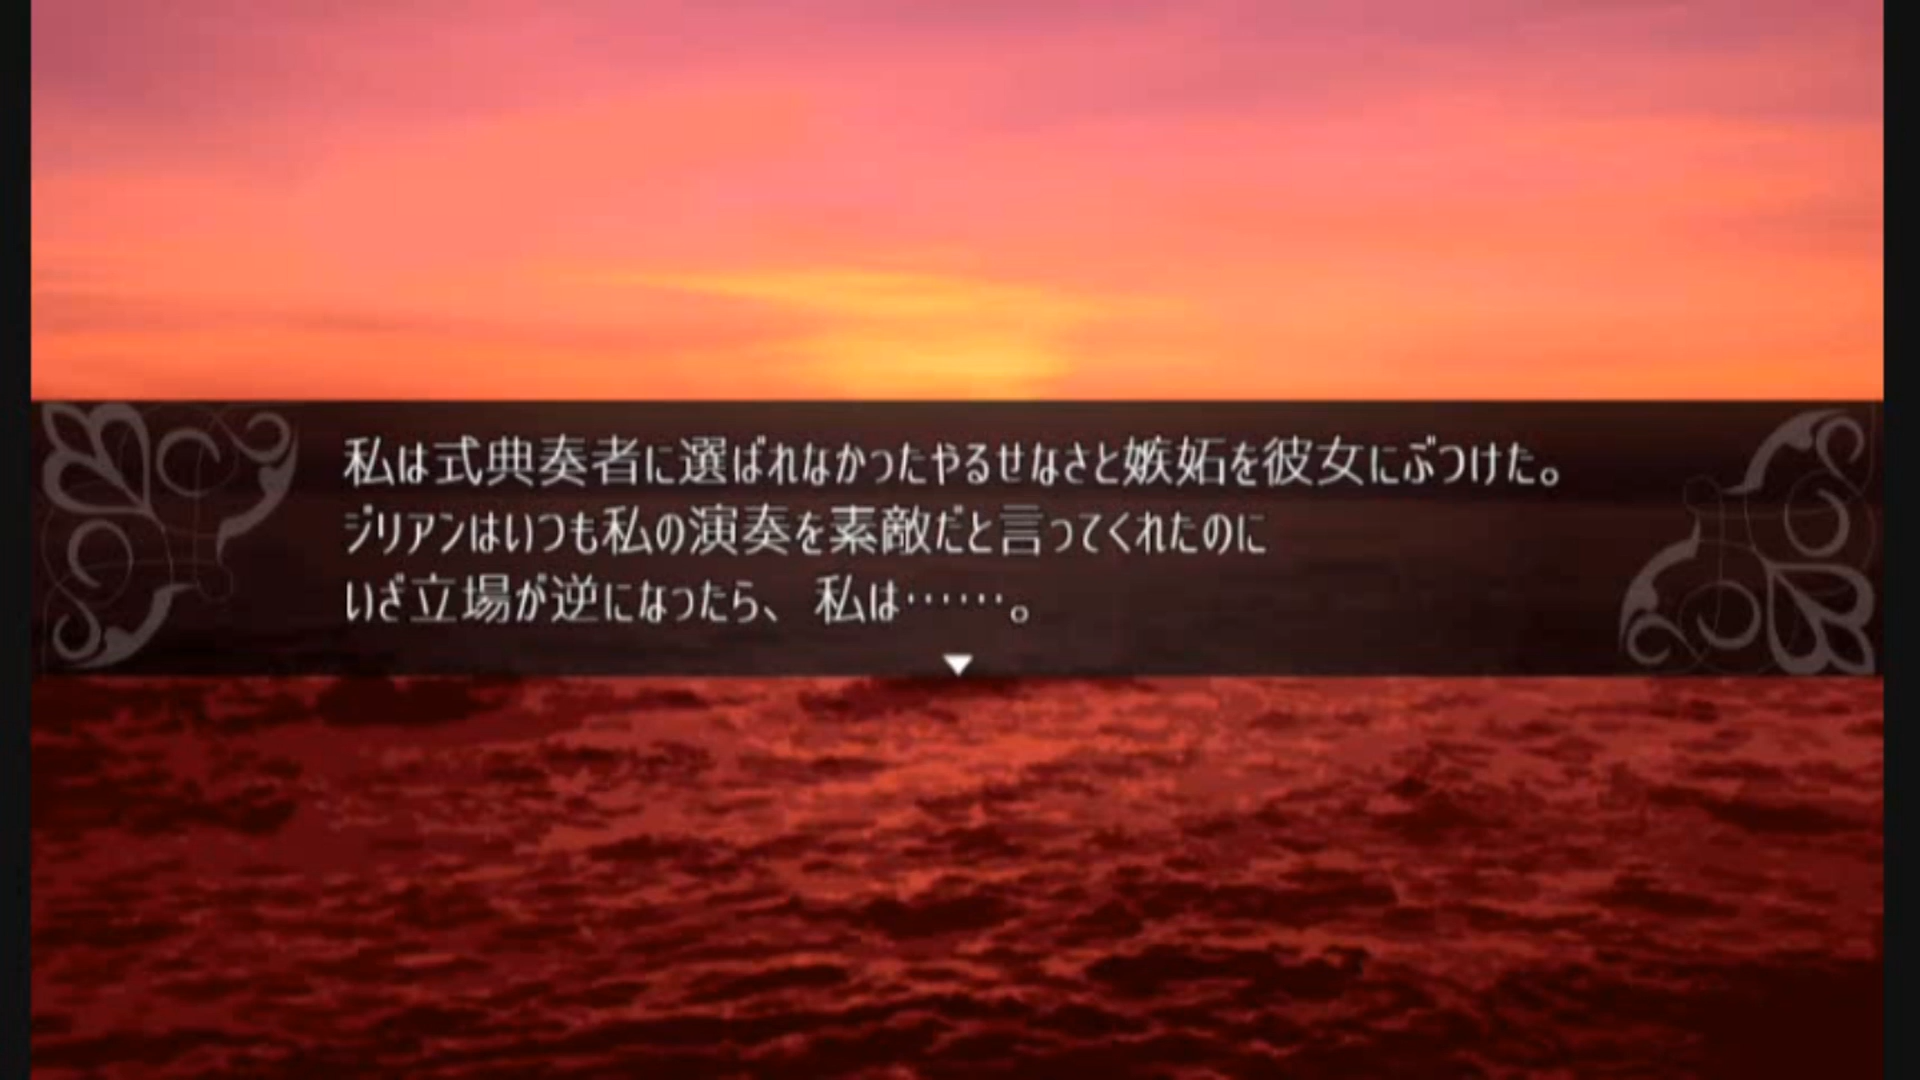 私は式典奏者に選ばれなかったやるせなさと嫉妬を彼女にぶつけた。
ジリアンはいつも私の演奏を素敵だと言ってくれたのに
いざ立場が逆になったら、私は……。